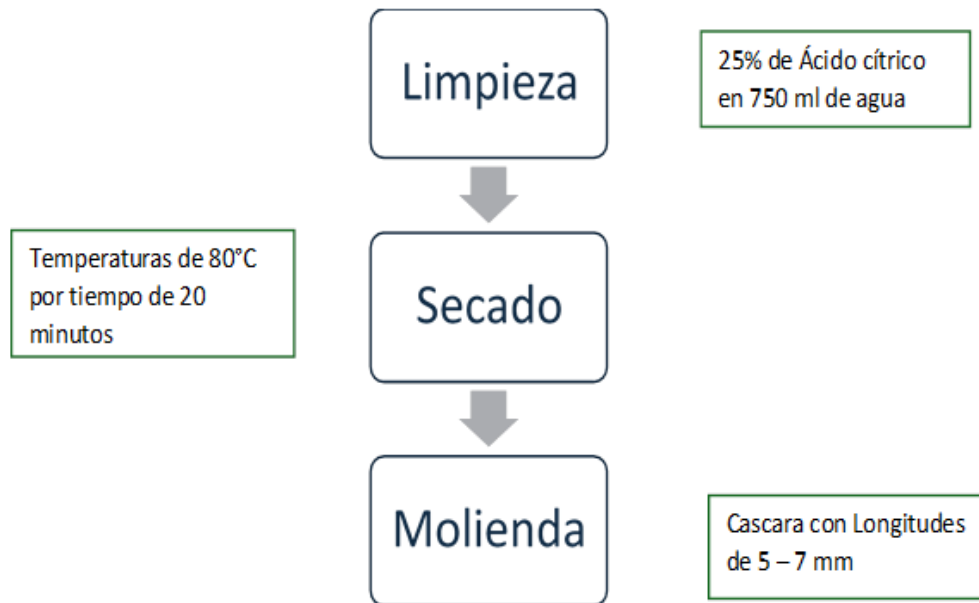 Limpieza
25% de Ácido cítrico
en 750 ml de agua
Temperaturas de 80°C
por tiempo de 20
minutos
Secado
Molienda
Cascara con Longitudes
de 5 – 7 mm